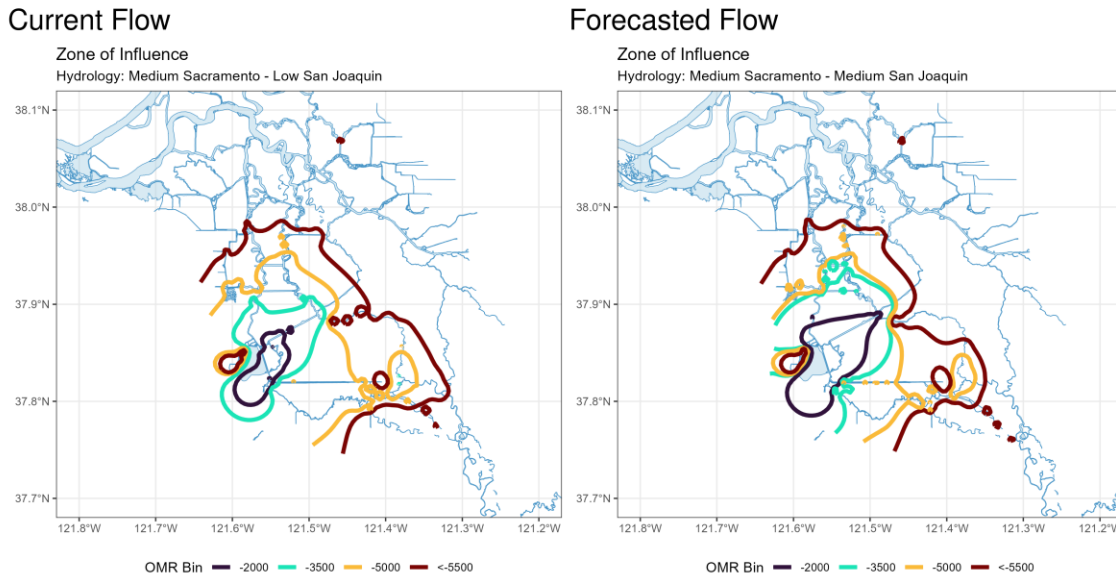 Current Flow
Zone of Influence
Hydrology: Medium Sacramento - Low San Joaquin
38.1°N
38.0°N
37.9°N
37.8°N
37.7°N
121.8°W 121.7°W 121.6°W 121.5°W 121.4°W 121.3°W 121.2°W
OMR Bin -2000 -3500 -5000 <-5500
Forecasted Flow
Zone of Influence
Hydrology: Medium Sacramento - Medium San Joaquin
38.1°N
38.0°N
37.9°N
37.8°N
37.7°N
121.8°W 121.7°W 121.6°W 121.5°W 121.4°W 121.3°W 121.2°W
OMR Bin -2000 -3500 -5000 <-5500